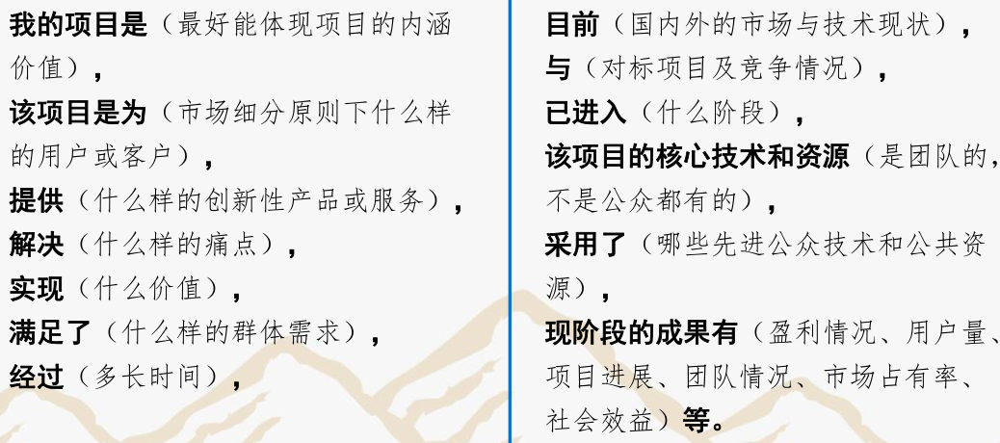 我的项目是（最好能体现项目的内涵
价值），
该项目是为（市场细分原则下什么样
的用户或客户），
提供（什么样的创新性产品或服务），
解决（什么样的痛点），
实现（什么价值），
满足了（什么样的群体需求），
经过（多长时间），
目前（国内外的市场与技术现状），
与（对标项目及竞争情况），
已进入（什么阶段），
该项目的核心技术和资源（是团队的，
不是公众都有的），
采用了（哪些先进公众技术和公共资
源），
现阶段的成果有（盈利情况、用户量、
项目进展、团队情况、市场占有率、
社会效益）等。